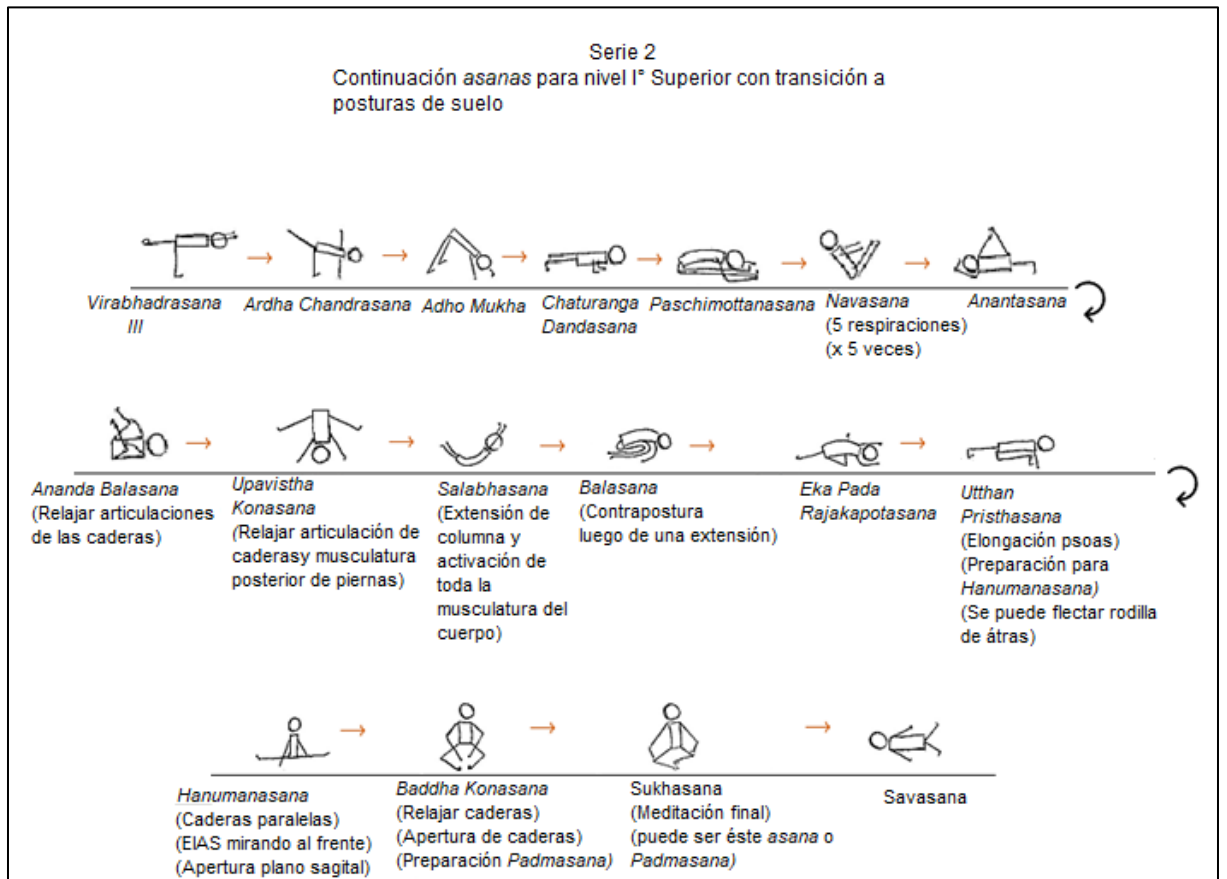 Serie 2
Continuación asanas para nivel I° Superior con transición a
posturas de suelo
Virabhadrasana
III
Ardha Chandrasana
Adho Mukha
Chaturanga
Dandasana
Paschimottanasana
Navasana
(5 respiraciones)
(x 5 veces)
Anantasana
Ananda Balasana
(Relajar articulaciones
de las caderas)
Upavistha
Konasana
(Relajar articulación de
caderasy musculatura
posterior de piernas)
Salabhasana
(Extensión de
columna y
activación de
toda la
musculatura del
cuerpo)
Balasana
(Contrapostura
luego de una extensión)
Eka Pada
Rajakapotasana
Utthan
Pristhasana
(Elongación psoas)
(Preparación para
Hanumanasana)
(Se puede flectar rodilla
de átras)
Hanumanasana
(Caderas paralelas)
(EIAS mirando al frente)
(Apertura plano sagital)
Baddha Konasana
(Relajar caderas)
(Apertura de caderas)
(Preparación Padmasana)
Sukhasana
(Meditación final)
(puede ser éste asana o
Padmasana)
Savasana